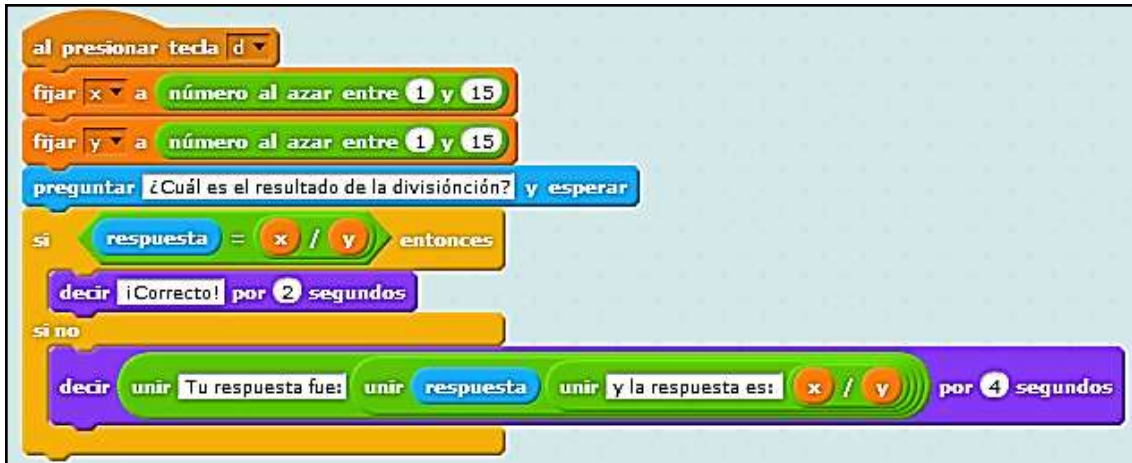 al presionar tecla d
fijar x a número al azar entre 1 y 15
fijar y a número al azar entre 1 y 15
preguntar ¿Cuál es el resultado de la divisiónción? y esperar
si respuesta = x / y entonces
decir ¡Correcto! por 2 segundos
si no
decir unir Tu respuesta fue: unir respuesta unir y la respuesta es: x / y por 4 segundos